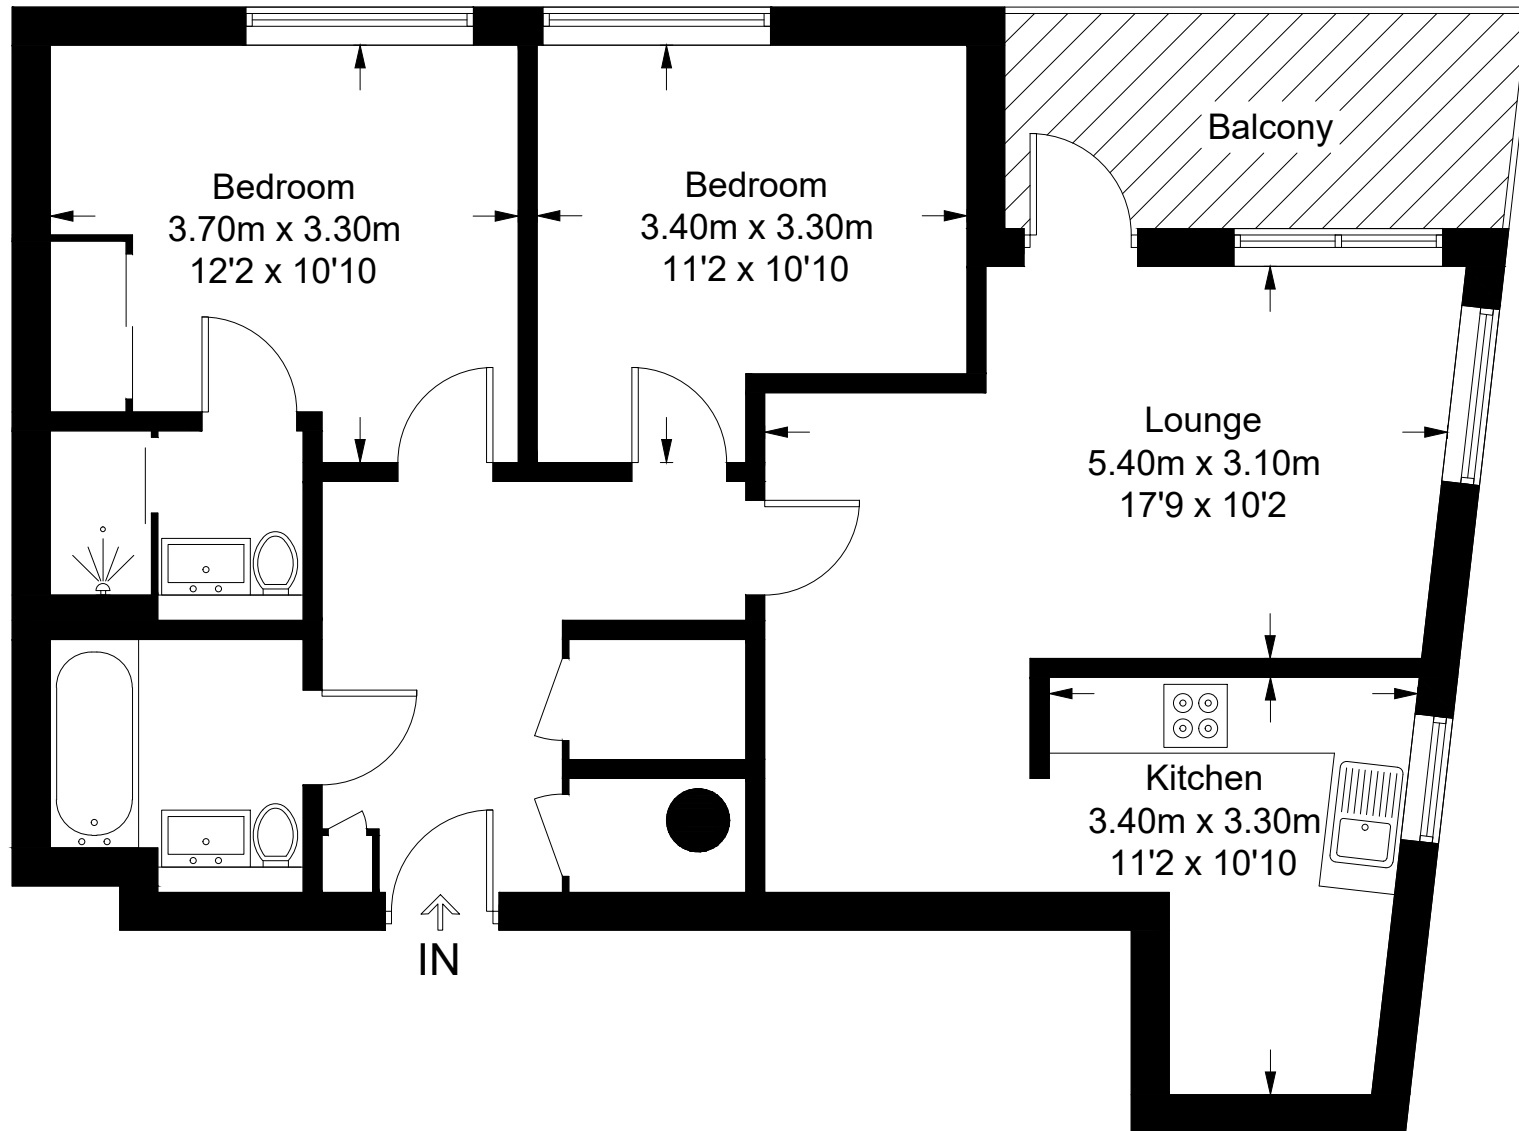 Bedroom
3.70m x 3.30m
12'2 x 10'10
Bedroom
3.40m x 3.30m
11'2 x 10'10
Balcony
Lounge
5.40m x 3.10m
17'9 x 10'2
Kitchen
3.40m x 3.30m
11'2 x 10'10
IN